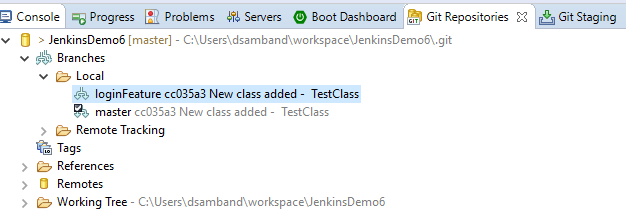 Console Progress Problems Servers Boot Dashboard Git Repositories Git Staging
> JenkinsDemo6 [master] - C:\Users\dsamband\workspace\JenkinsDemo6\.git
Branches
Local
loginFeature cc035a3 New class added - TestClass
master cc035a3 New class added - TestClass
Remote Tracking
Tags
References
Remotes
Working Tree - C:\Users\dsamband\workspace\JenkinsDemo6